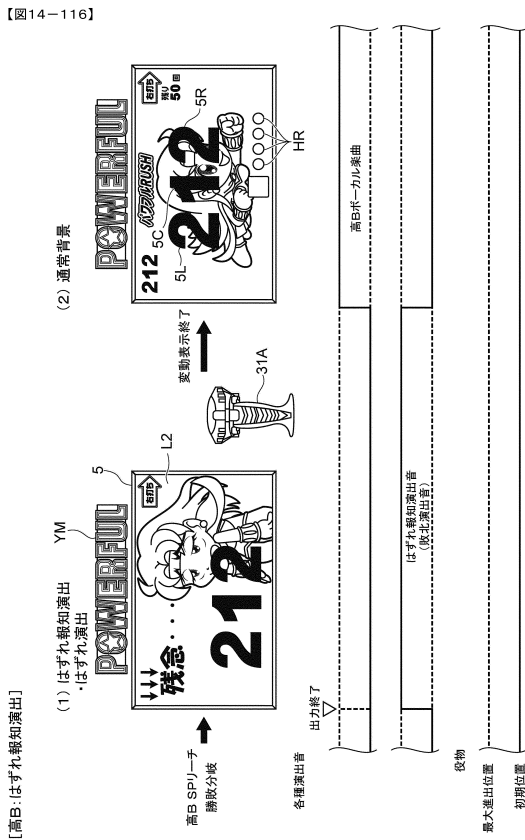 【図14-116】
[高B：はずれ報知演出]
(1) はずれ報知演出
・はずれ演出
YM
POWERFUL
5
L2
右打ち
残念・・・
212
高B SPリーチ
勝敗分岐
31A
変動表示終了
(2) 通常背景
POWERFUL
212
5L
5C
5R
パワフルRUSH
右打ち
残り
50回
212
HR
出力終了
各種演出音
高Bボーカル楽曲
はずれ報知演出音
(敗北演出音)
役物
最大進出位置
初期位置